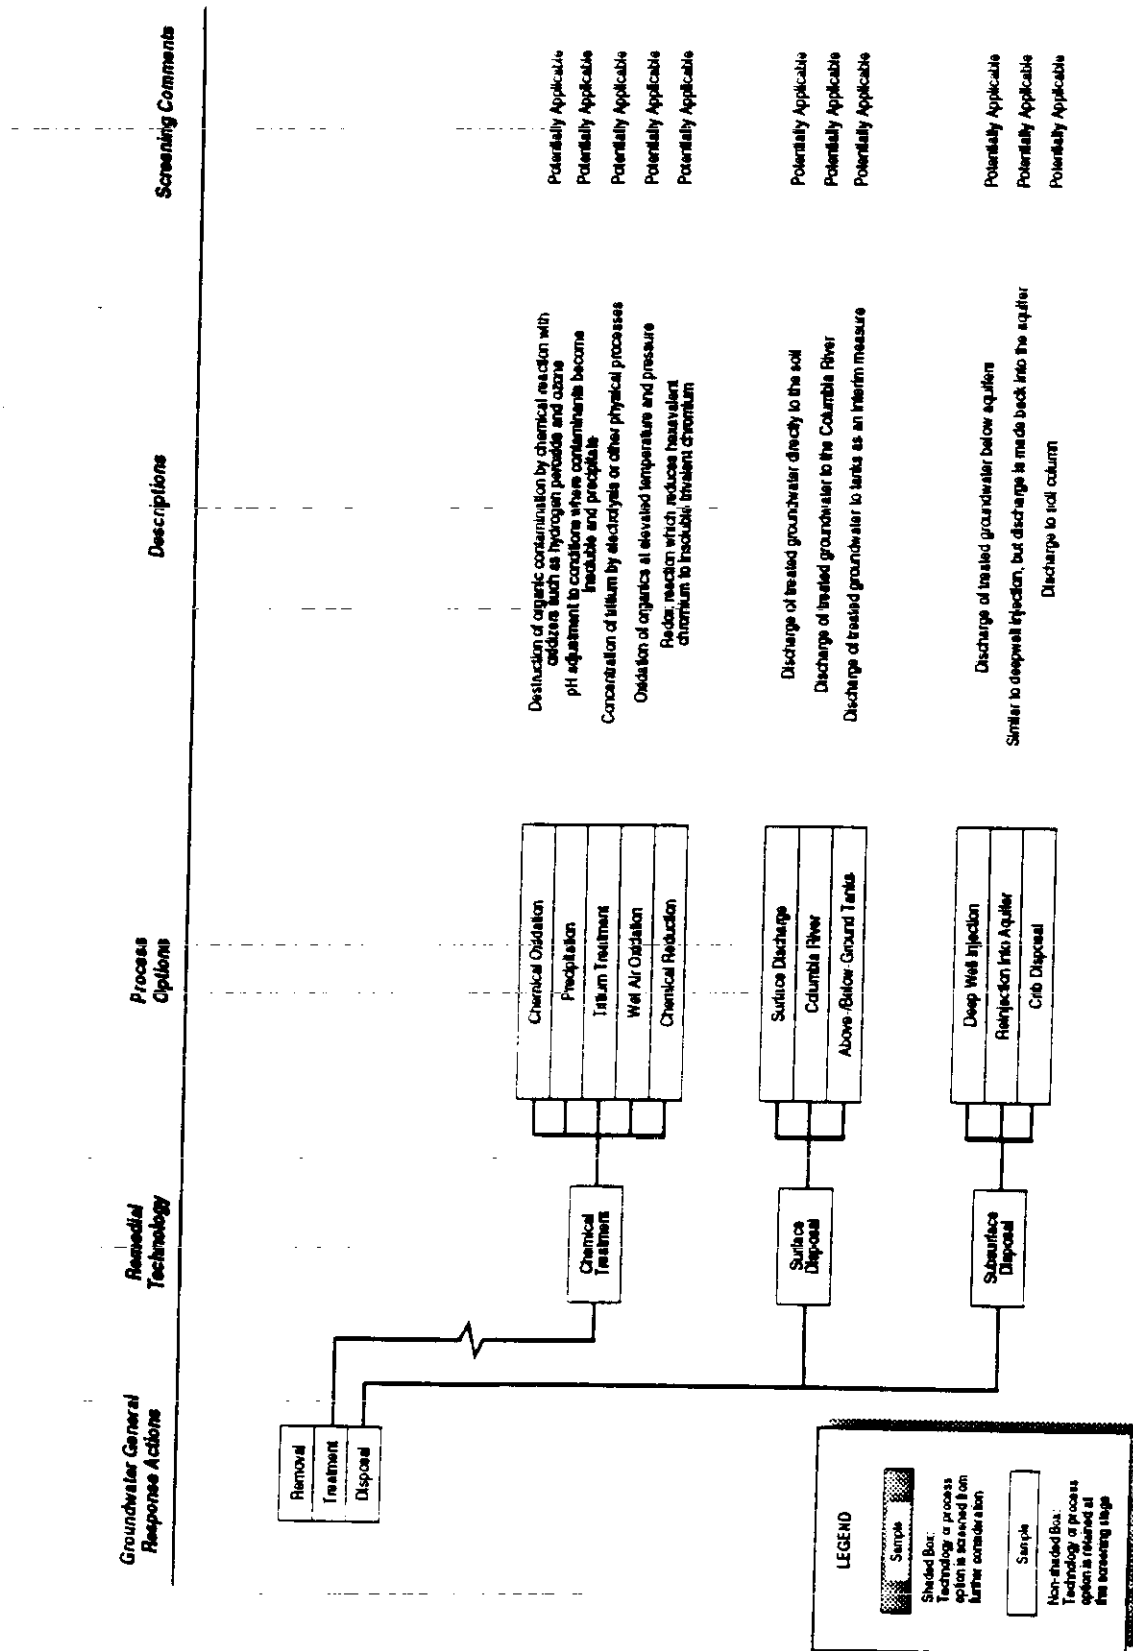 Groundwater General
Response Actions
Remedial
Technology
Process
Options
Descriptions
Screening Comments
Removal
Treatment
Disposal
Chemical
Treatment
Chemical Oxidation
Destruction of organic contamination by chemical reaction with
oxidizers such as hydrogen peroxide and ozone
Potentially Applicable
Precipitation
pH adjustment to conditions where contaminants become
insoluble and precipitate
Potentially Applicable
Tritium Treatment
Concentration of tritium by electrolysis or other physical processes
Potentially Applicable
Wet Air Oxidation
Oxidation of organics at elevated temperature and pressure
Potentially Applicable
Chemical Reduction
Redox reaction which reduces hexavalent
chromium to insoluble trivalent chromium
Potentially Applicable
Surface
Disposal
Surface Discharge
Discharge of treated groundwater directly to the soil
Potentially Applicable
Columbia River
Discharge of treated groundwater to the Columbia River
Potentially Applicable
Above-/Below-Ground Tanks
Discharge of treated groundwater to tanks as an interim measure
Potentially Applicable
Subsurface
Disposal
Deep Well Injection
Discharge of treated groundwater below aquifers
Potentially Applicable
Reinjection Into Aquifer
Similar to deepwell injection, but discharge is made back into the aquifer
Potentially Applicable
Crib Disposal
Discharge to soil column
Potentially Applicable
LEGEND
Sample
Shaded Box:
Technology or process
option is screened from
further consideration
Sample
Non-shaded Box:
Technology or process
option is retained at
this screening stage